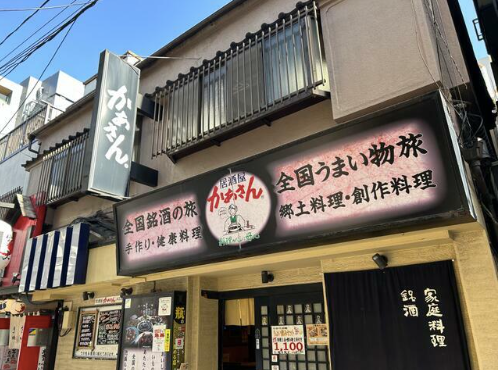 かあさん
全国銘酒の旅
手作り・健康料理
居酒屋
かあさん
全国うまい物旅
郷土料理・創作料理
家庭料理
銘酒
1,100